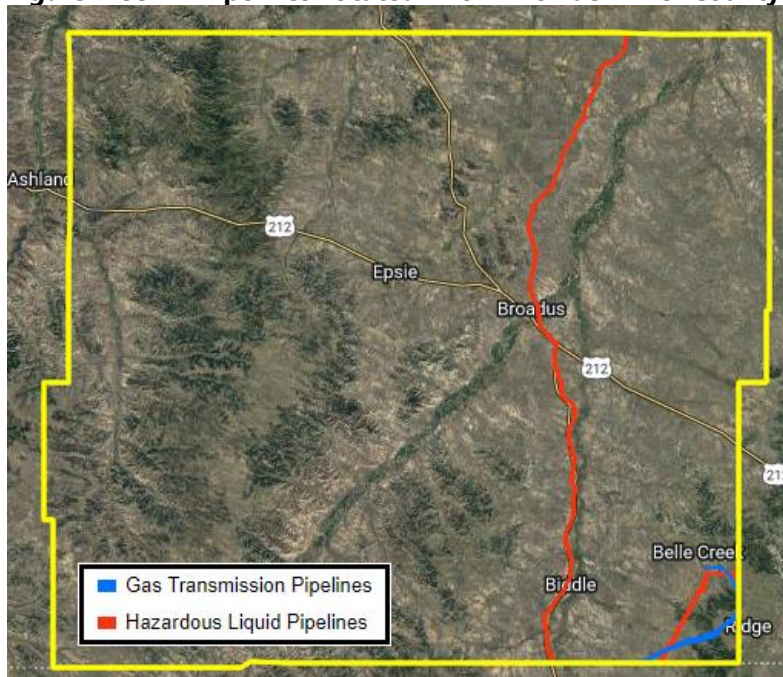 Ashland
212
Epsie
Broadus
212
Belle Creek
Biddle
Ridge
Gas Transmission Pipelines
Hazardous Liquid Pipelines